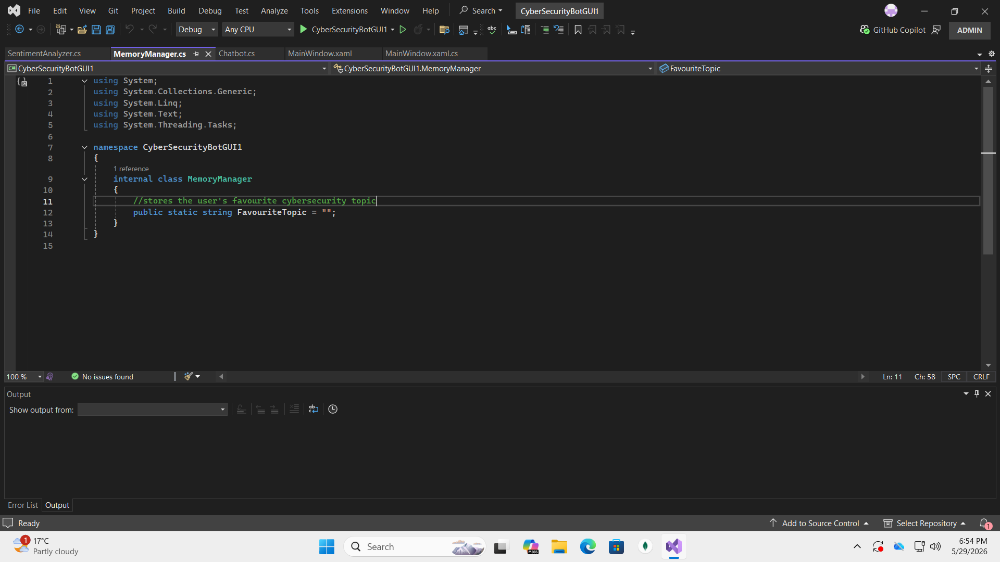 File Edit View Git Project Build Debug Test Analyze Tools Extensions Window Help Search CyberSecurityBotGUI1
Debug Any CPU CyberSecurityBotGUI1 GitHub Copilot ADMIN
SentimentAnalyzer.cs MemoryManager.cs Chatbot.cs MainWindow.xaml MainWindow.xaml.cs
C# CyberSecurityBotGUI1 CyberSecurityBotGUI1.MemoryManager FavouriteTopic
1 using System;
2 using System.Collections.Generic;
3 using System.Linq;
4 using System.Text;
5 using System.Threading.Tasks;
6
7 namespace CyberSecurityBotGUI1
8 {
1 reference
9 internal class MemoryManager
10 {
11 //stores the user's favourite cybersecurity topic
12 public static string FavouriteTopic = "";
13 }
14 }
15
100 % No issues found Ln: 11 Ch: 58 SPC CRLF
Output
Show output from:
Error List Output
Ready Add to Source Control Select Repository 1
1 17°C
Partly cloudy
Search
M365
6:54 PM
5/29/2026